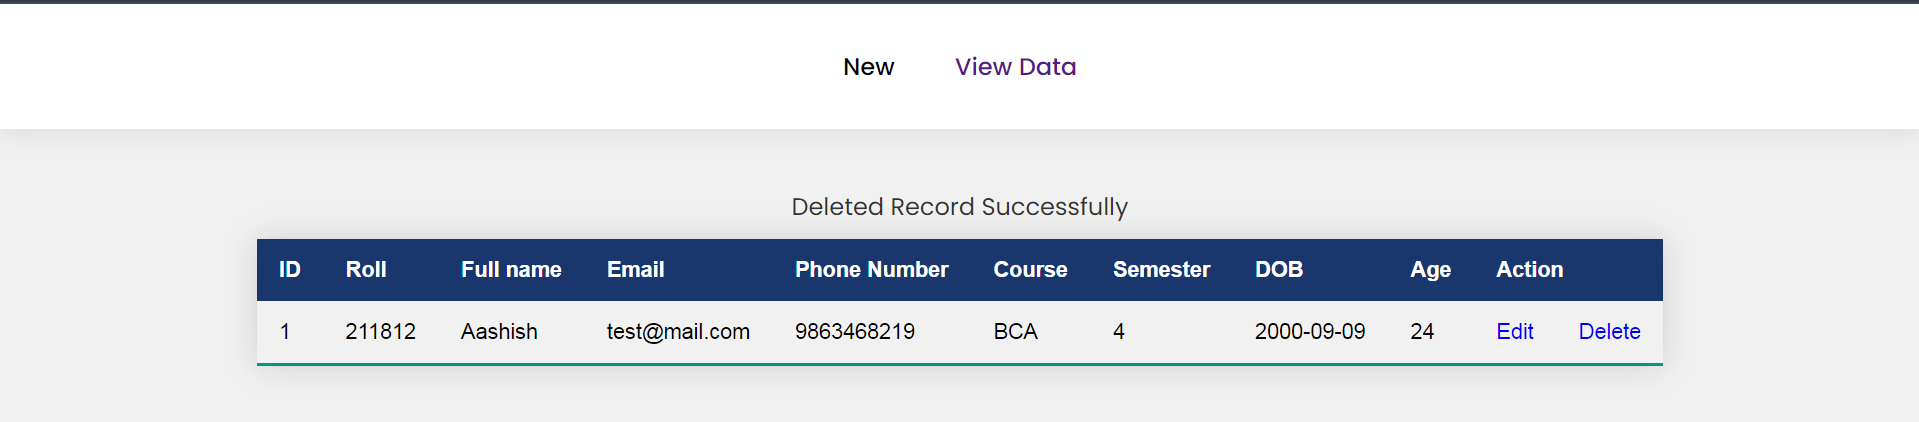 New View Data
Deleted Record Successfully
ID Roll Full name Email Phone Number Course Semester DOB Age Action
1 211812 Aashish test@mail.com 9863468219 BCA 4 2000-09-09 24 Edit Delete